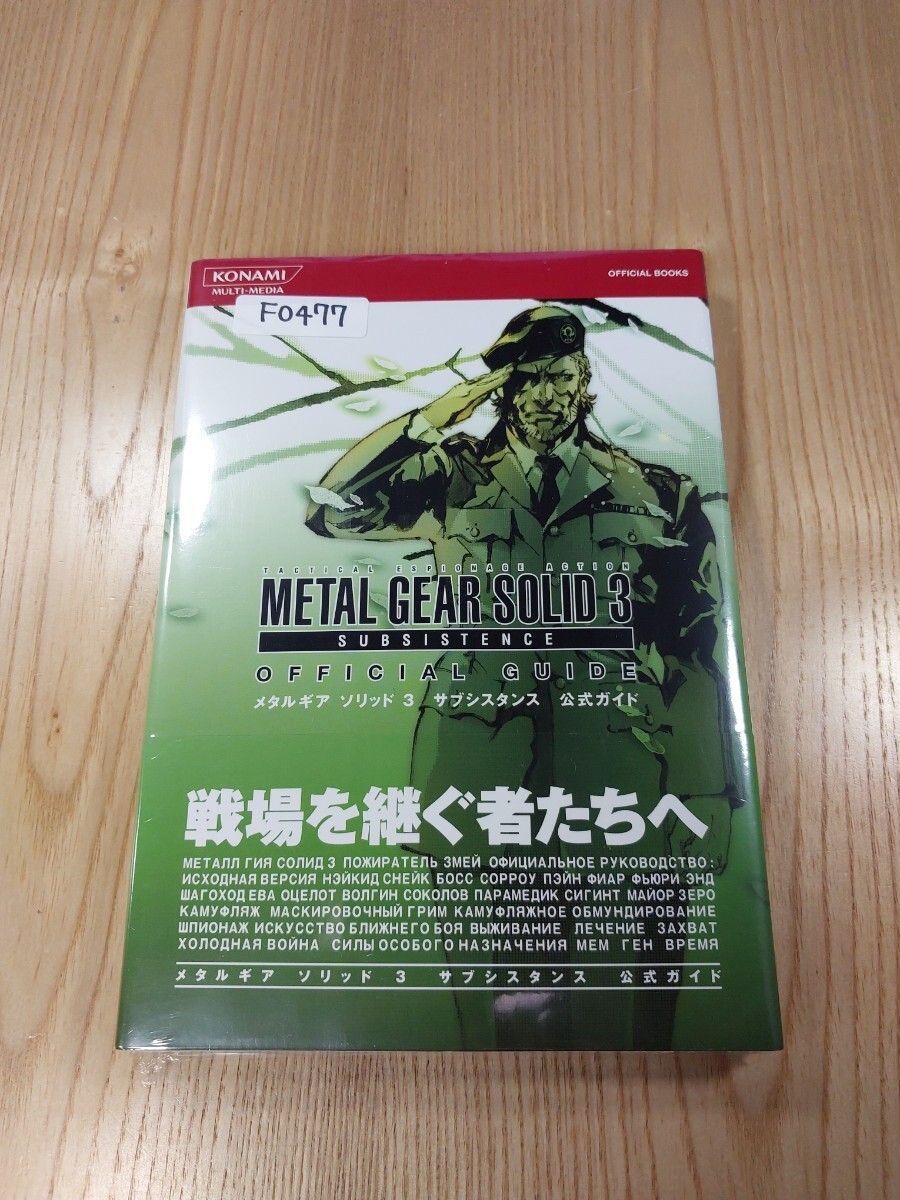 KONAMI
MULTI-MEDIA
OFFICIAL BOOKS
F0477
TACTICAL ESPIONAGE ACTION
METAL GEAR SOLID 3
SUBSISTENCE
OFFICIAL GUIDE
メタルギア ソリッド 3 サブシスタンス 公式ガイド
戦場を継ぐ者たちへ
МЕТАЛЛ ГИЯ СОЛИД 3 ПОЖИРАТЕЛЬ ЗМЕЙ ОФИЦИАЛЬНОЕ РУКОВОДСТВО:
ИСХОДНАЯ ВЕРСИЯ НЭЙКИД СНЕЙК БОСС СОРРОУ ПЭЙН ФИАР ФЬЮРИ ЭНД
ШАГОХОД ЕВА ОЦЕЛОТ ВОЛГИН СОКОЛОВ ПАРАМЕДИК СИГИНТ МАЙОР ЗЕРО
КАМУФЛЯЖ МАСКИРОВОЧНЫЙ ГРИМ КАМУФЛЯЖНОЕ ОБМУНДИРОВАНИЕ
ШПИОНАЖ ИСКУССТВО БЛИЖНЕГО БОЯ ВЫЖИВАНИЕ ЛЕЧЕНИЕ ЗАХВАТ
ХОЛОДНАЯ ВОЙНА СИЛЫ ОСОБОГО НАЗНАЧЕНИЯ МЕМ ГЕН ВРЕМЯ
メタルギア ソリッド 3 サブシスタンス 公式ガイド